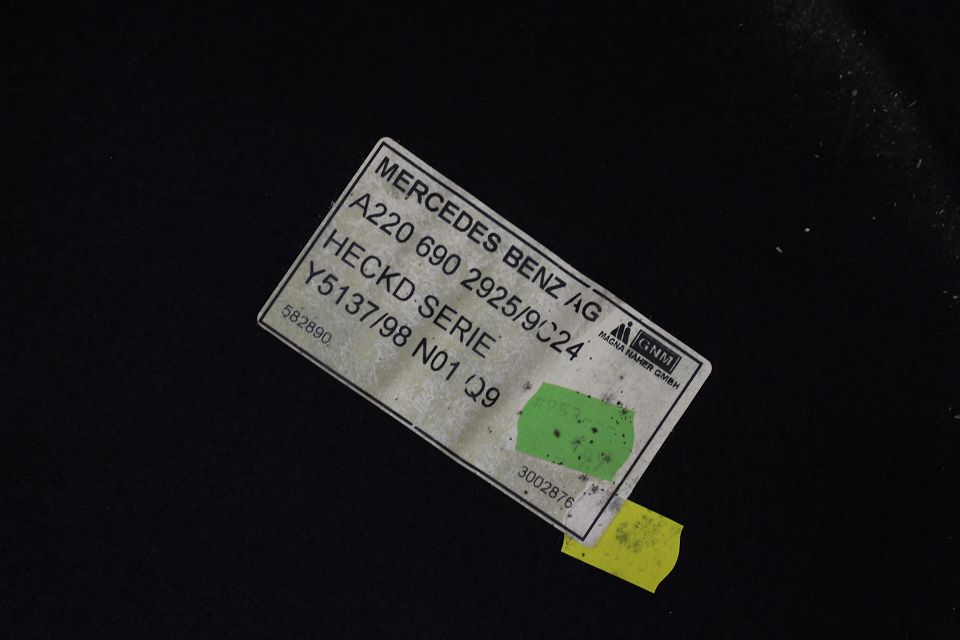 MERCEDES BENZ AG
A220 690 2925/9C24
HECKD SERIE
Y5137/98 N01 Q9
582890
GNM
MAGNA NAHER GMBH
3002876